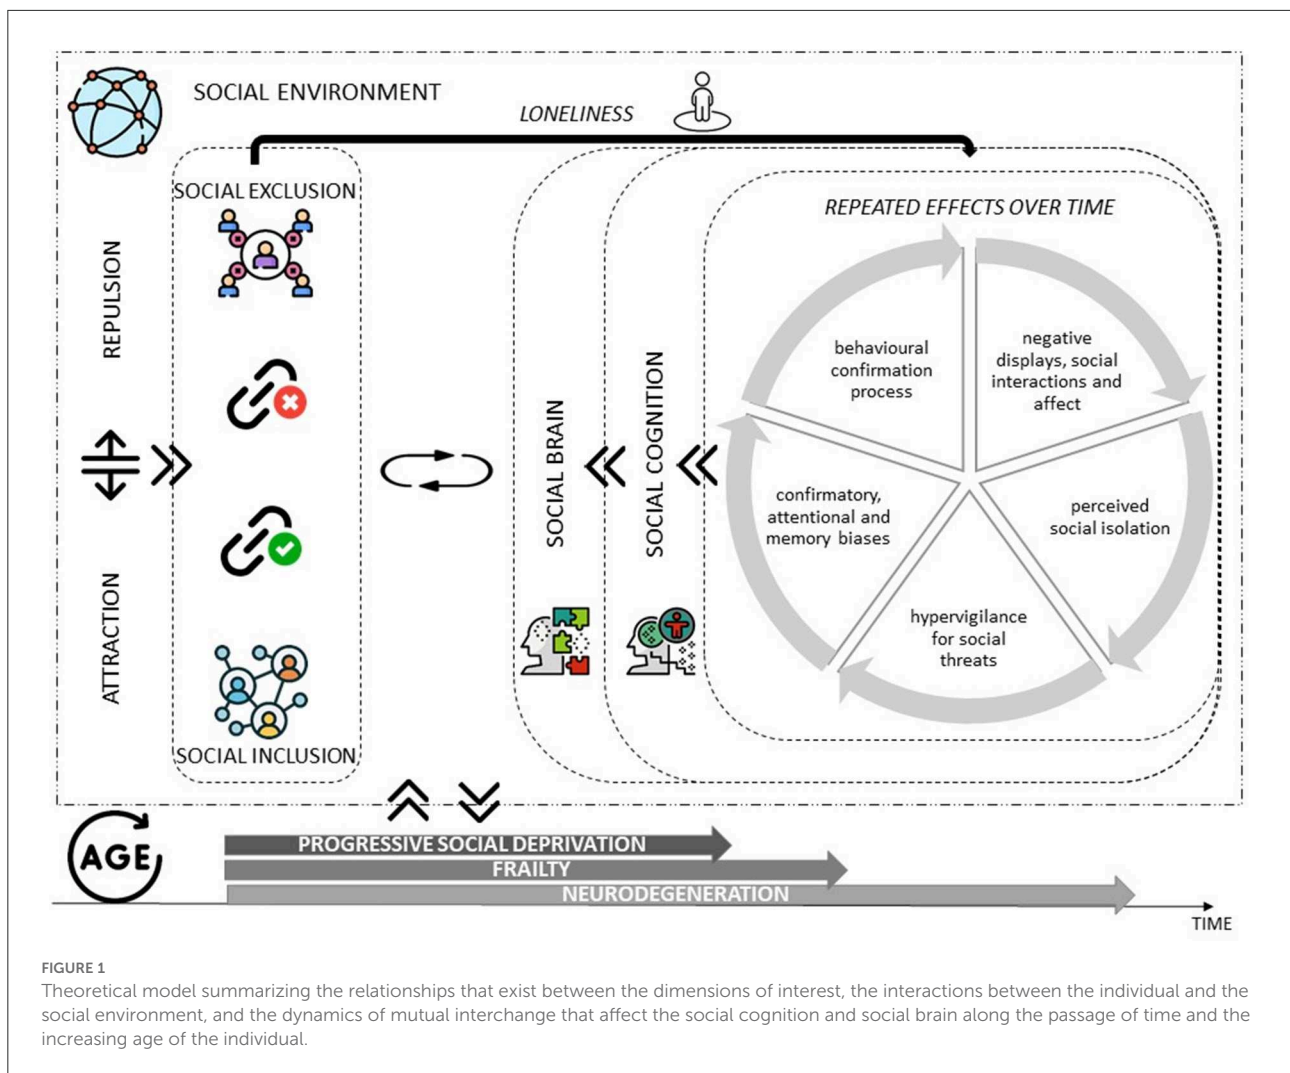 SOCIAL ENVIRONMENT
LONELINESS
SOCIAL EXCLUSION
REPULSION
ATTRACTION
SOCIAL INCLUSION
SOCIAL BRAIN
SOCIAL COGNITION
REPEATED EFFECTS OVER TIME
behavioural
confirmation
process
negative
displays, social
interactions and
affect
perceived
social isolation
hypervigilance
for social
threats
confirmatory,
attentional and
memory biases
AGE
PROGRESSIVE SOCIAL DEPRIVATION
FRAILTY
NEURODEGENERATION
TIME
FIGURE 1
Theoretical model summarizing the relationships that exist between the dimensions of interest, the interactions between the individual and the
social environment, and the dynamics of mutual interchange that affect the social cognition and social brain along the passage of time and the
increasing age of the individual.